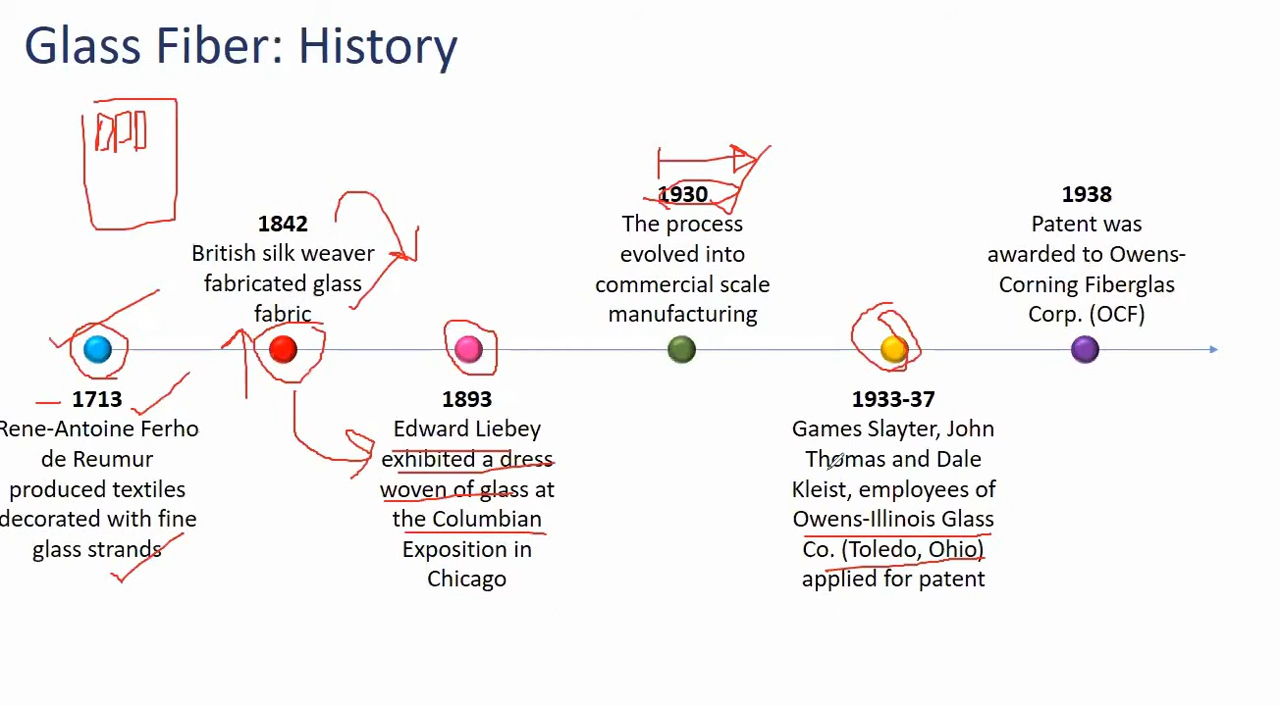 Glass Fiber: History
1713
Rene-Antoine Ferho
de Reumur
produced textiles
decorated with fine
glass strands
1842
British silk weaver
fabricated glass
fabric
1893
Edward Liebey
exhibited a dress
woven of glass at
the Columbian
Exposition in
Chicago
1930
The process
evolved into
commercial scale
manufacturing
1933-37
Games Slayter, John
Thomas and Dale
Kleist, employees of
Owens-Illinois Glass
Co. (Toledo, Ohio)
applied for patent
1938
Patent was
awarded to Owens-
Corning Fiberglas
Corp. (OCF)